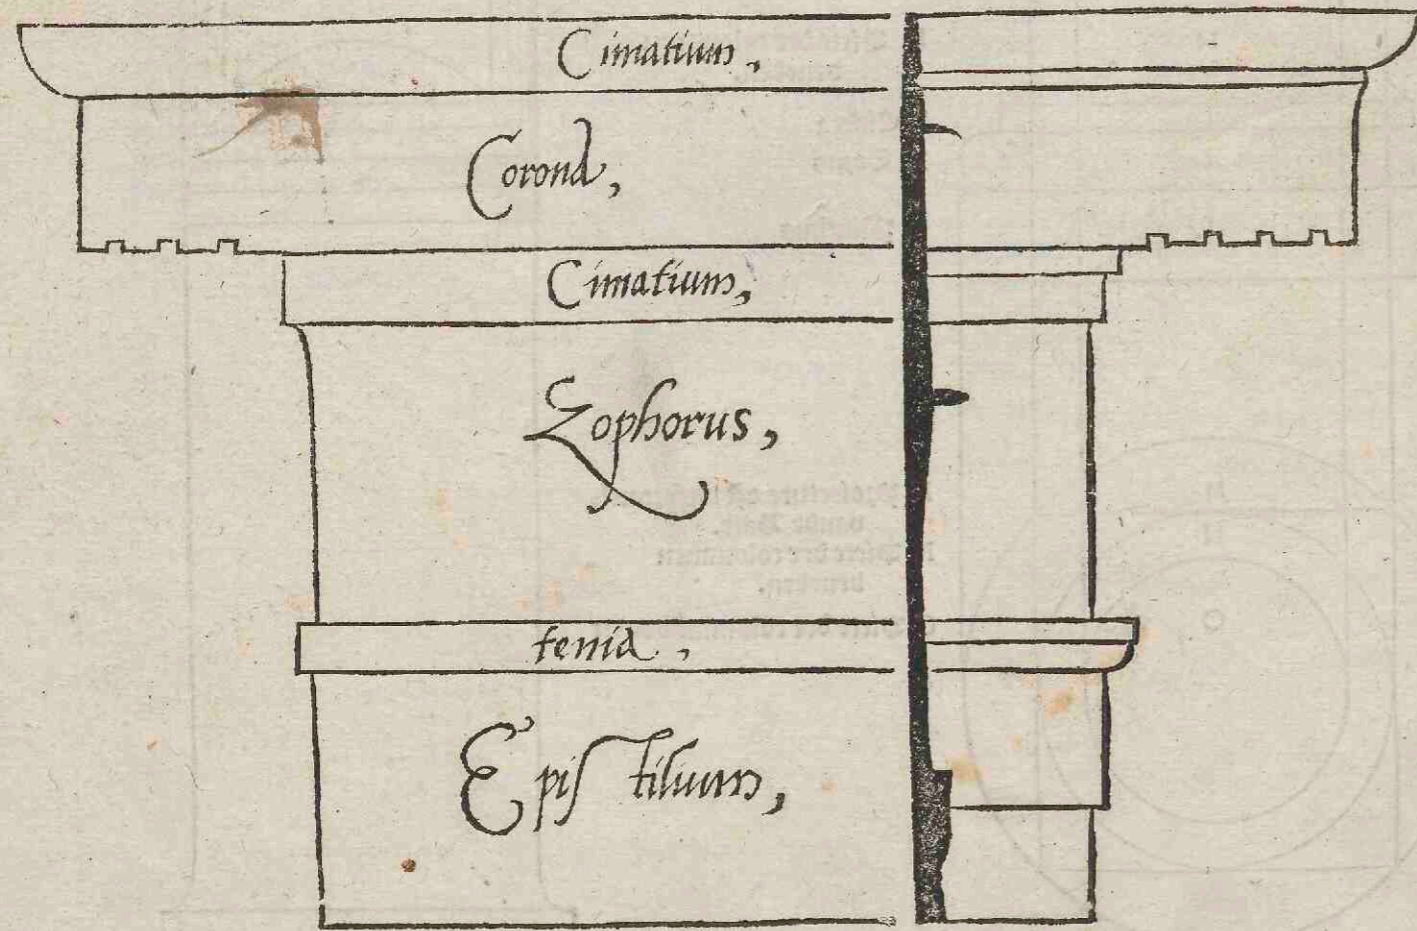 Cimatium,
Corona,
Cimatium,
Zophorus,
tenia,
Epistilium,